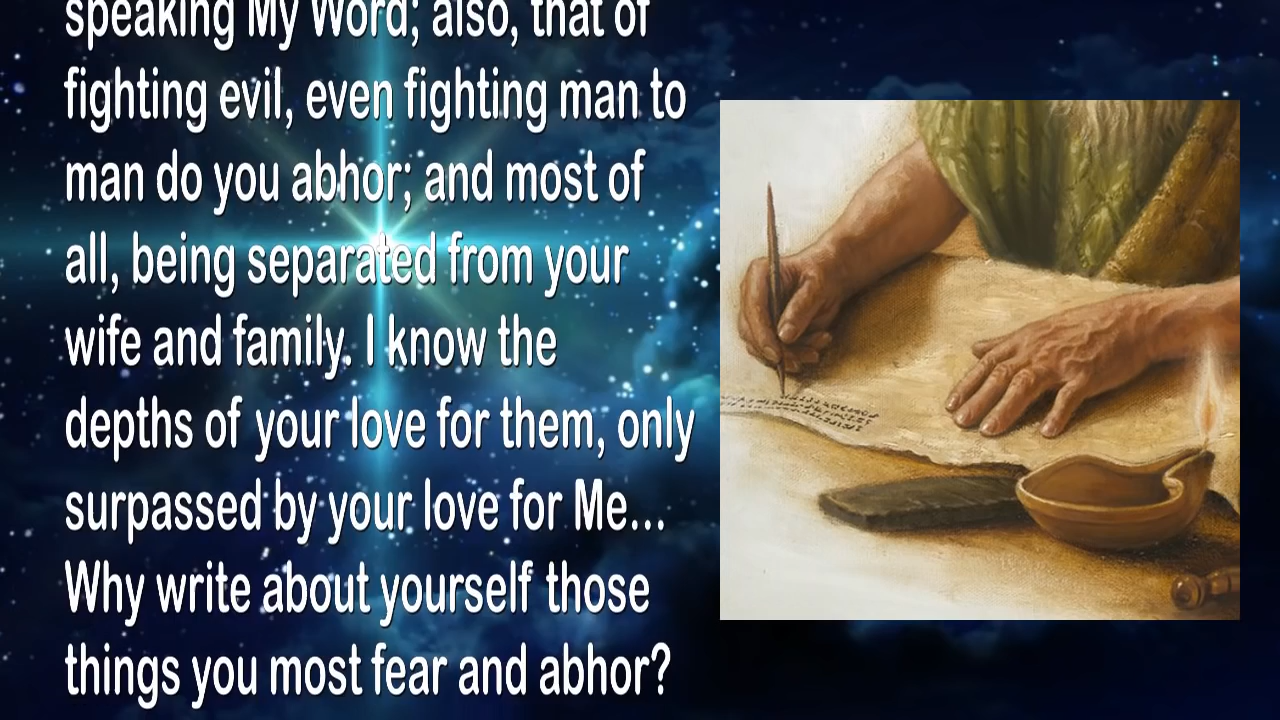 speaking My Word; also, that of
fighting evil, even fighting man to
man do you abhor; and most of
all, being separated from your
wife and family. I know the
depths of your love for them, only
surpassed by your love for Me...
Why write about yourself those
things you most fear and abhor?